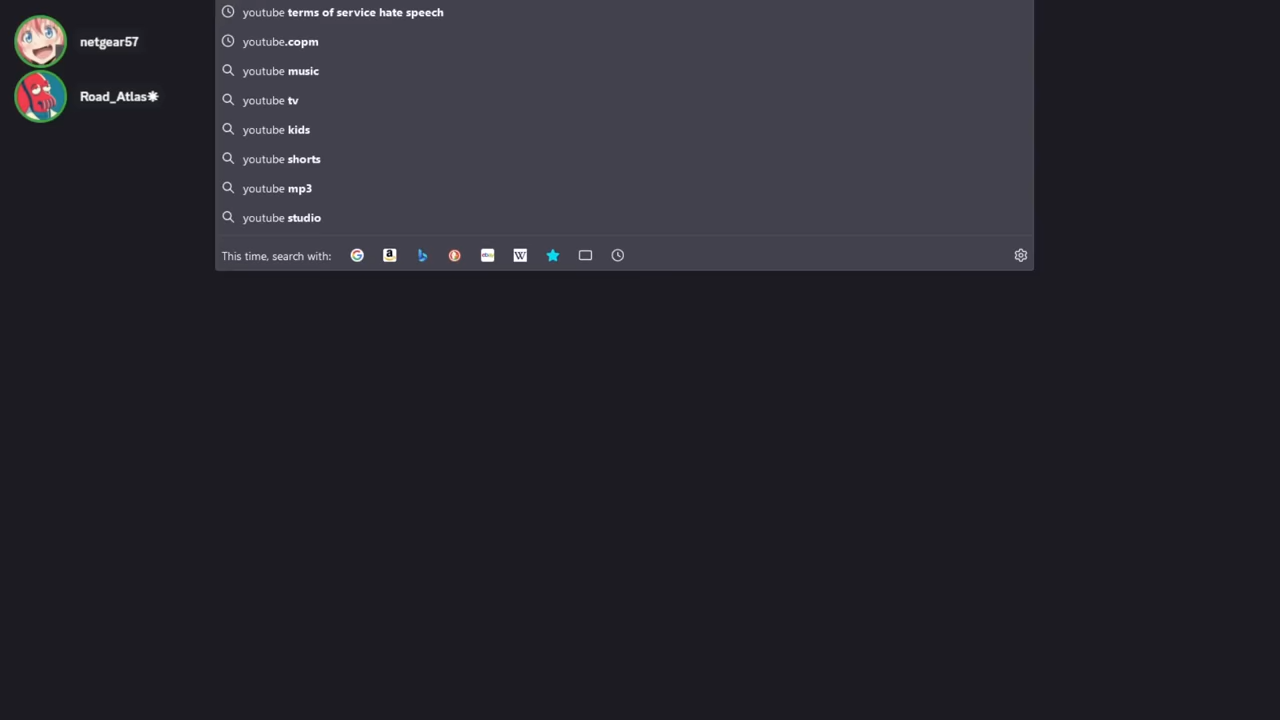 netgear57
Road_Atlas✷
youtube terms of service hate speech
youtube.copm
youtube music
youtube tv
youtube kids
youtube shorts
youtube mp3
youtube studio
This time, search with: